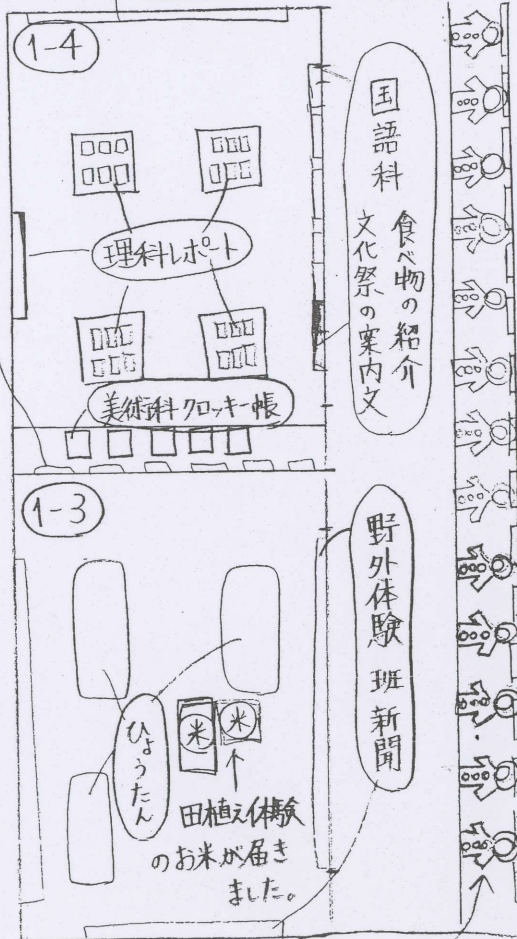 1-4
理科レポート
美術科クロッキー帳
国語科
食べ物の紹介
文化祭の案内文
1-3
ひょうたん
米
米
田植え体験
のお米が届き
ました。
野外体験 班新聞